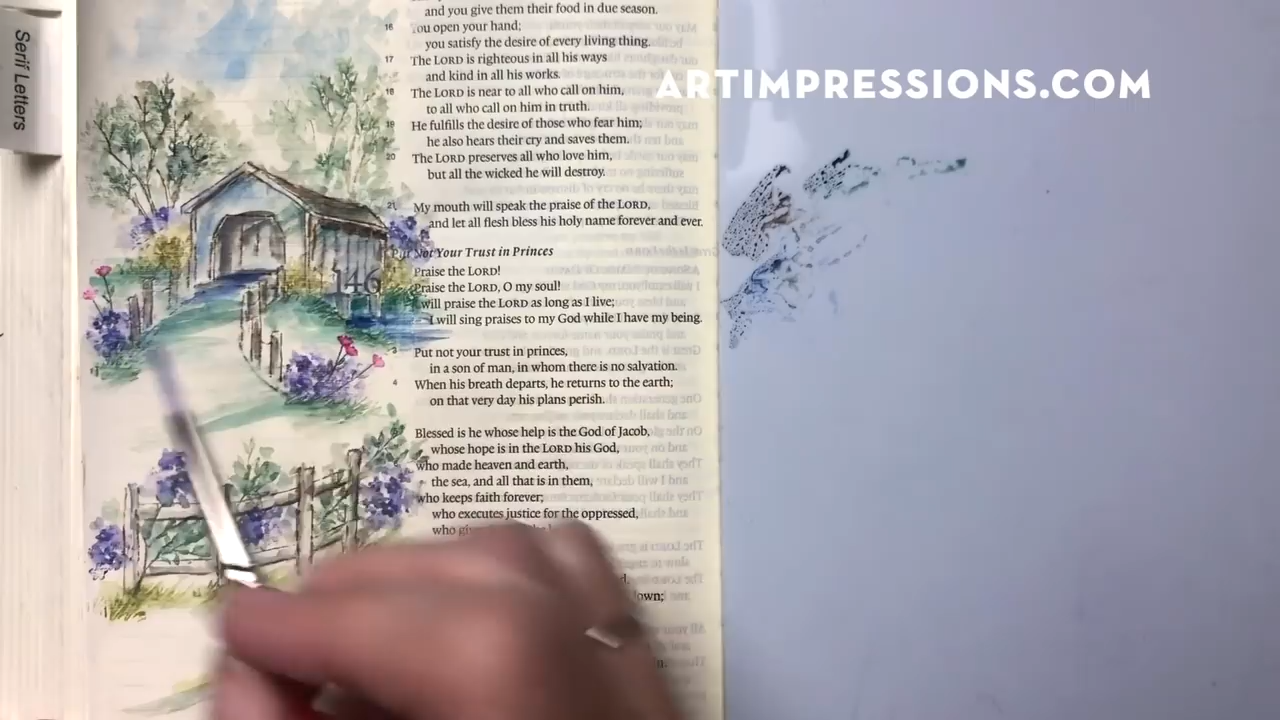 Serif Letters
ARTIMPRESSIONS.COM
and you give them their food in due season.
16 You open your hand;
you satisfy the desire of every living thing.
17 The LORD is righteous in all his ways
and kind in all his works.
18 The LORD is near to all who call on him,
to all who call on him in truth.
19 He fulfills the desire of those who fear him;
he also hears their cry and saves them.
20 The LORD preserves all who love him,
but all the wicked he will destroy.
21 My mouth will speak the praise of the LORD,
and let all flesh bless his holy name forever and ever.
Put Not Your Trust in Princes
146 Praise the LORD!
Praise the LORD, O my soul!
I will praise the LORD as long as I live;
I will sing praises to my God while I have my being.
3 Put not your trust in princes,
in a son of man, in whom there is no salvation.
4 When his breath departs, he returns to the earth;
on that very day his plans perish.
Blessed is he whose help is the God of Jacob,
whose hope is in the LORD his God,
who made heaven and earth,
the sea, and all that is in them,
who keeps faith forever;
who executes justice for the oppressed,
who